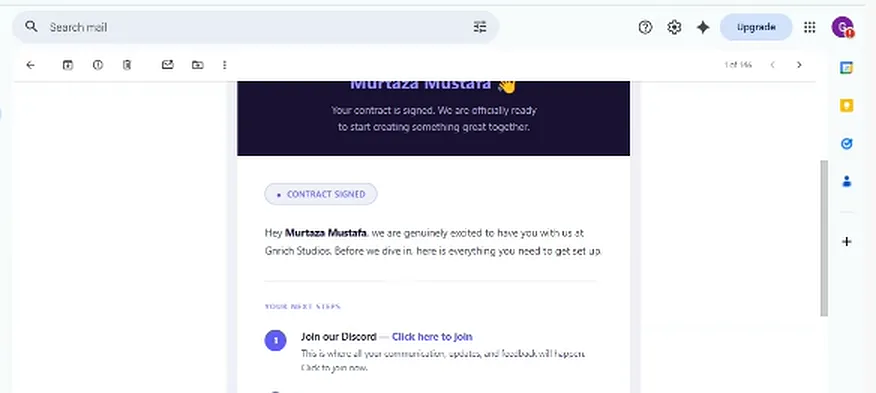 Search mail
Upgrade
G
1 of 146
Murtaza Mustafa 👋
Your contract is signed. We are officially ready
to start creating something great together.
• CONTRACT SIGNED
Hey Murtaza Mustafa, we are genuinely excited to have you with us at
Gnrich Studios. Before we dive in, here is everything you need to get set up.
YOUR NEXT STEPS
1
Join our Discord — Click here to join
This is where all your communication, updates, and feedback will happen.
Click to join now.